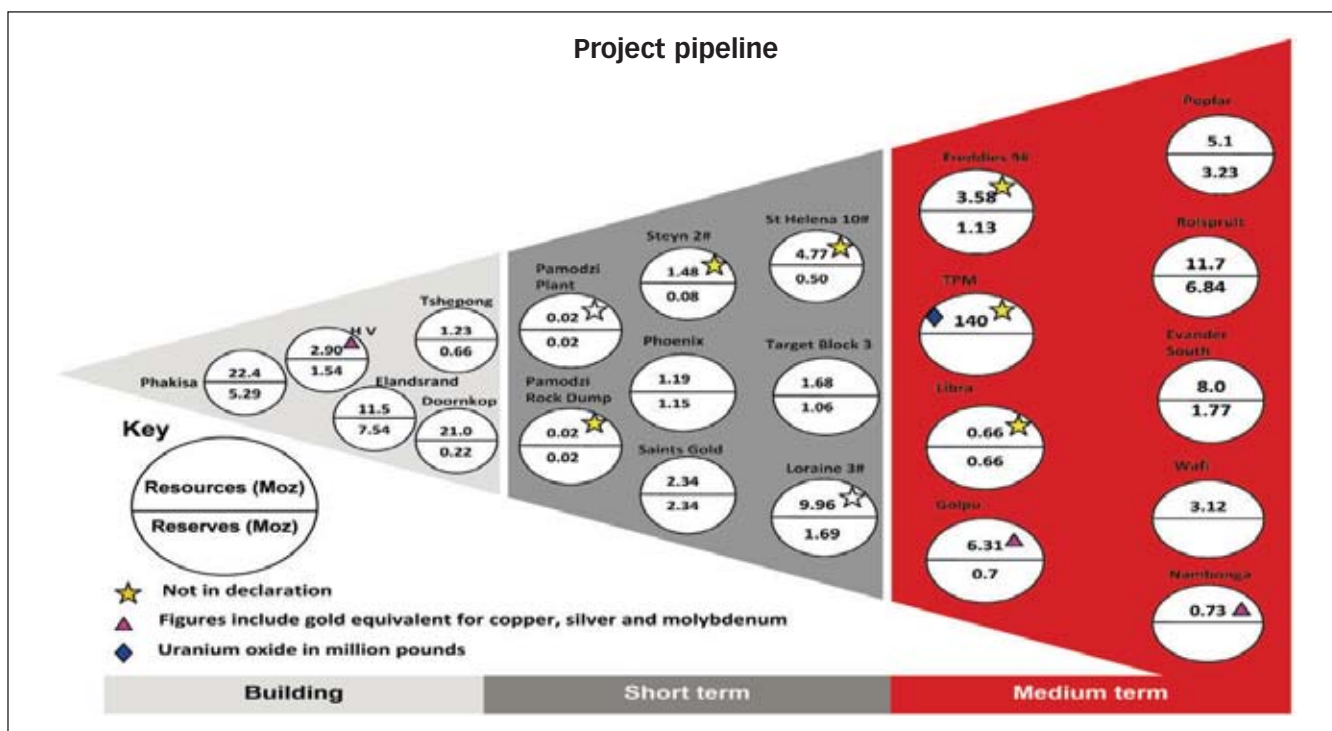 Project pipeline
Phakisa
22.4
5.29
H V
2.90
1.54
Elandsrand
11.5
7.54
Tshepong
1.23
0.66
Doornkop
21.0
0.22
Pamodzi
Plant
0.02
0.02
Pamodzi
Rock Dump
0.02
0.02
Steyn 2#
1.48
0.08
Phoenix
1.19
1.15
Saints Gold
2.34
2.34
St Helena 10#
4.77
0.50
Target Block 3
1.68
1.06
Loraine 3#
9.96
1.69
Freddies 9#
3.58
1.13
TPM
140
Libra
0.66
0.66
Golpu
6.31
0.7
Poplar
5.1
3.23
Rolspruit
11.7
6.84
Evander
South
8.0
1.77
Wafi
3.12
Nambonga
0.73
Key
Resources (Moz)
Reserves (Moz)
Not in declaration
Figures include gold equivalent for copper, silver and molybdenum
Uranium oxide in million pounds
Building
Short term
Medium term